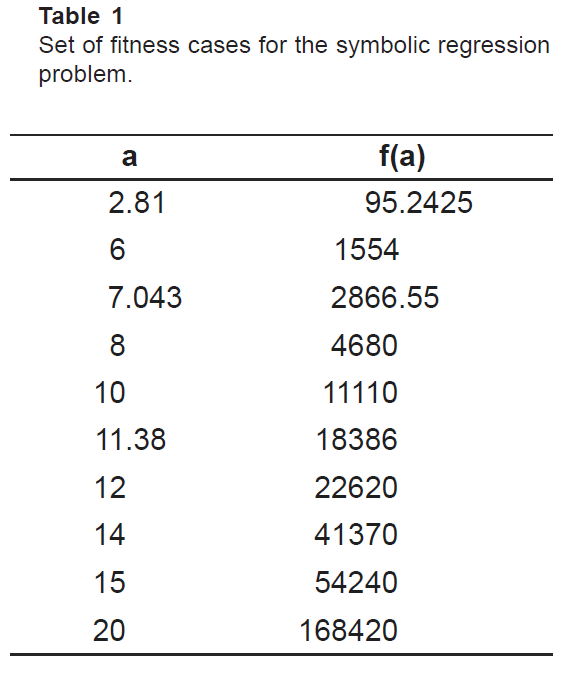 Table 1
Set of fitness cases for the symbolic regression
problem.
a f(a)
2.81 95.2425
6 1554
7.043 2866.55
8 4680
10 11110
11.38 18386
12 22620
14 41370
15 54240
20 168420